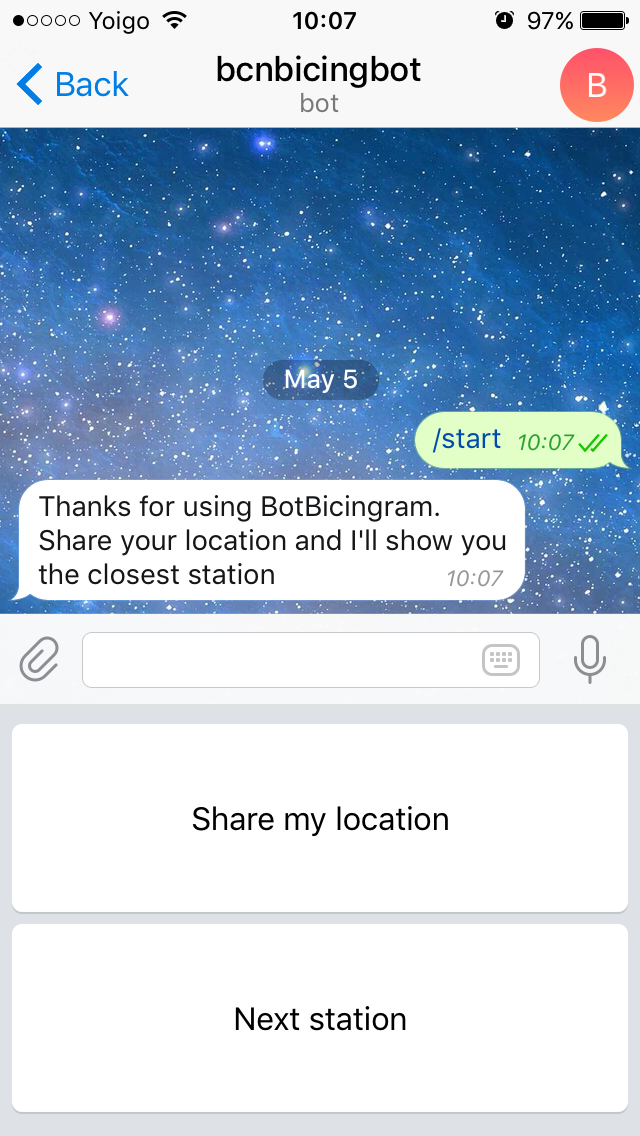 Yoigo 10:07 97%
Back bcnbicingbot B
bot
May 5
/start 10:07
Thanks for using BotBicingram.
Share your location and I'll show you
the closest station 10:07
Share my location
Next station